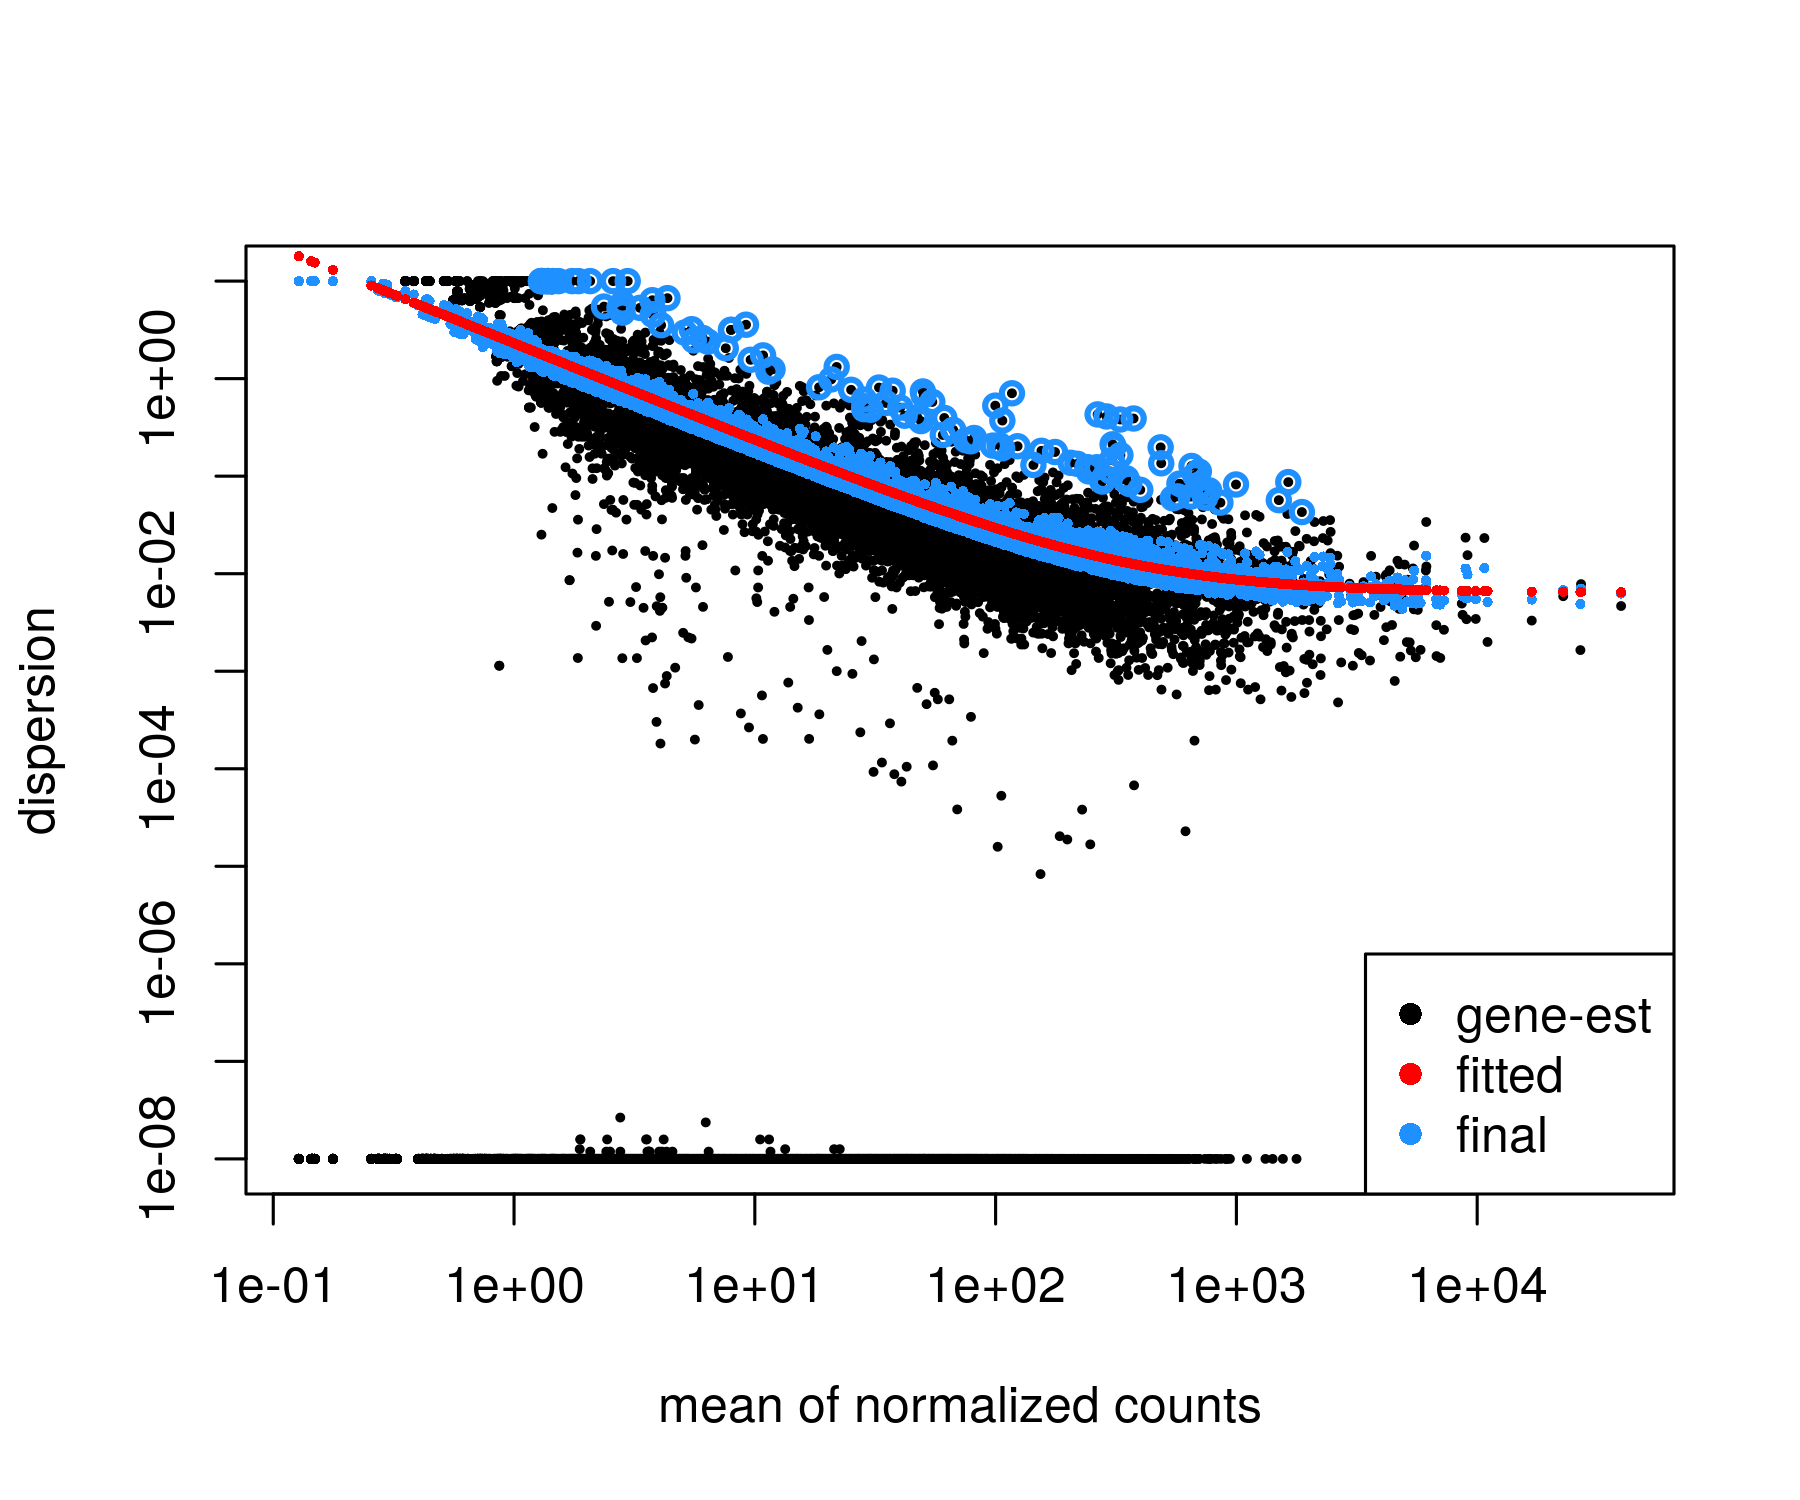 dispersion
1e+00
1e-02
1e-04
1e-06
1e-08
1e-01 1e+00 1e+01 1e+02 1e+03 1e+04
mean of normalized counts
gene-est
fitted
final